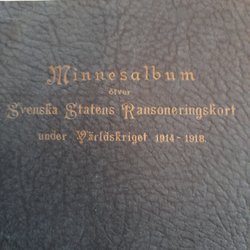 Minnesalbum
öfver
Svenska Statens Ransoneringskort
under Världskriget 1914-1918.